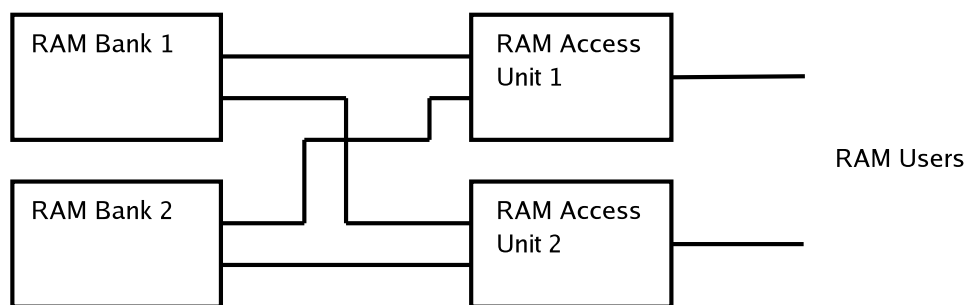 RAM Bank 1
RAM Access
Unit 1
RAM Users
RAM Bank 2
RAM Access
Unit 2